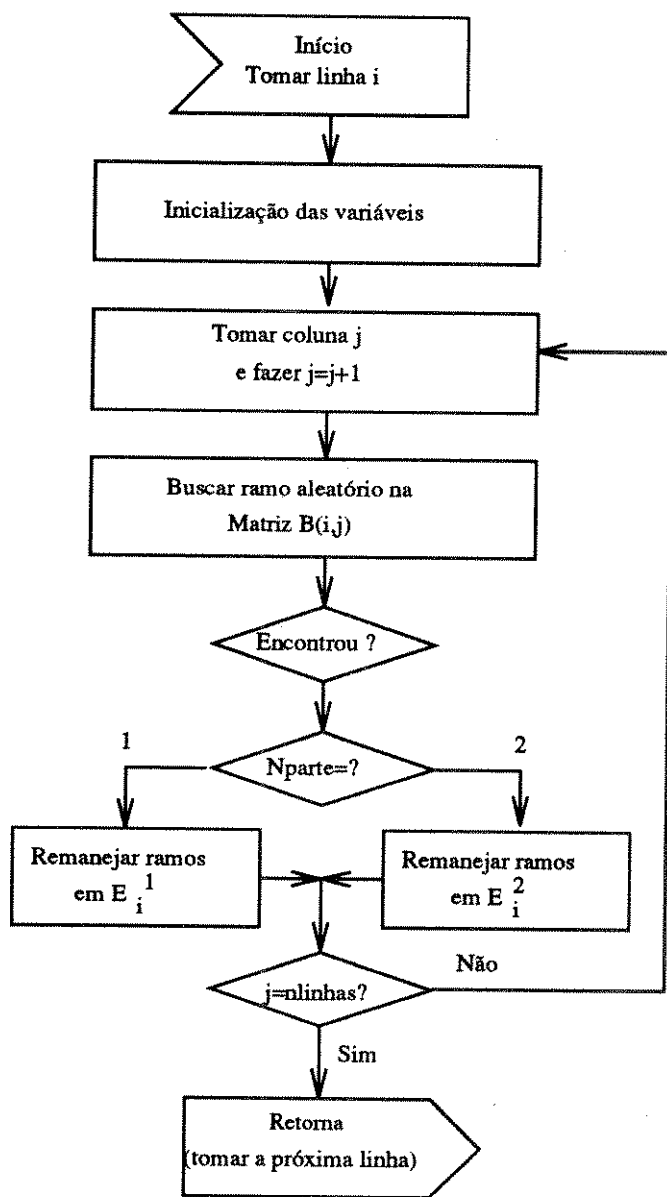 Início
Tomar linha i
Inicialização das variáveis
Tomar coluna j
e fazer j=j+1
Buscar ramo aleatório na
Matriz B(i,j)
Encontrou ?
1
Nparte=?
2
Remanejar ramos
em E i 1
Remanejar ramos
em E i 2
Não
j=nlinhas?
Sim
Retorna
(tomar a próxima linha)